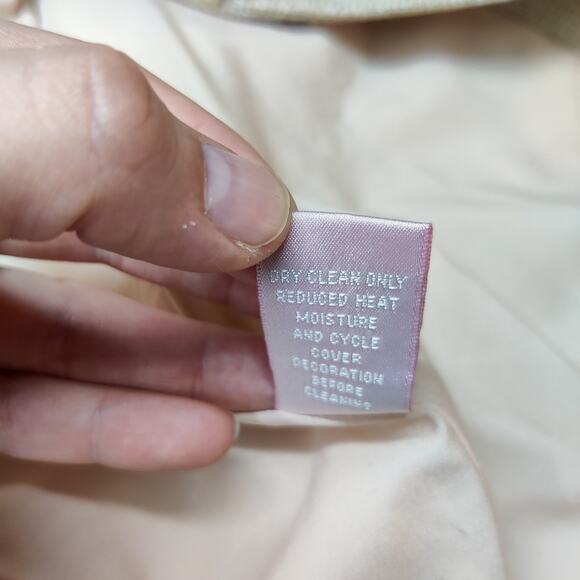 DRY CLEAN ONLY
REDUCED HEAT
MOISTURE
AND CYCLE
COVER
DECORATION
BEFORE
CLEANING